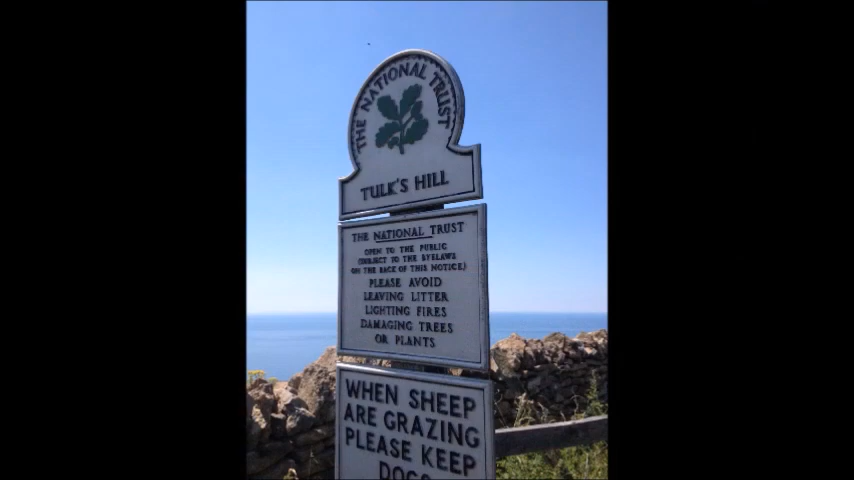 THE NATIONAL TRUST
TULK'S HILL
THE NATIONAL TRUST
OPEN TO THE PUBLIC
(SUBJECT TO THE BYELAWS
ON THE BACK OF THIS NOTICE)
PLEASE AVOID
LEAVING LITTER
LIGHTING FIRES
DAMAGING TREES
OR PLANTS
WHEN SHEEP
ARE GRAZING
PLEASE KEEP
DOGS